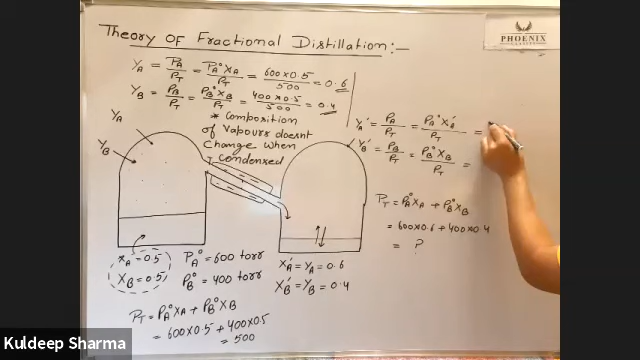 Theory OF Fractional Distillation:-
PHOENIX
YA = PA/PT = PA° XA/PT = 600×0.5/500 = 0.6
YB = PB/PT = PB° XB/PT = 400×0.5/500 = 0.4
* Composition
of Vapours doesnt
Change when
condensed
YA
YB
YA' = PA/PT = PA° XA'/PT =
YB' = PB/PT = PB° XB/PT =
PT = PA° XA + PB° XB
= 600×0.6 + 400×0.4
= ?
XA = 0.5
XB = 0.5
PA° = 600 torr
PB° = 400 torr
XA' = YA = 0.6
XB' = YB = 0.4
PT = PA° XA + PB° XB
= 600×0.5 + 400×0.5
= 500
Kuldeep Sharma